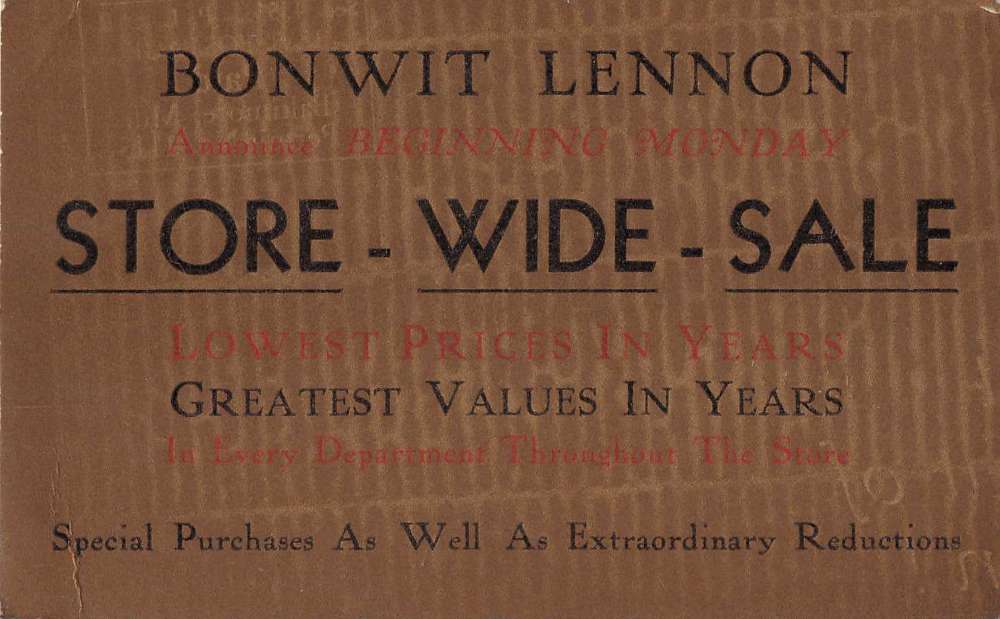 BONWIT LENNON
Announce BEGINNING MONDAY
STORE - WIDE - SALE
LOWEST PRICES IN YEARS
GREATEST VALUES IN YEARS
In Every Department Throughout The Store
Special Purchases As Well As Extraordinary Reductions